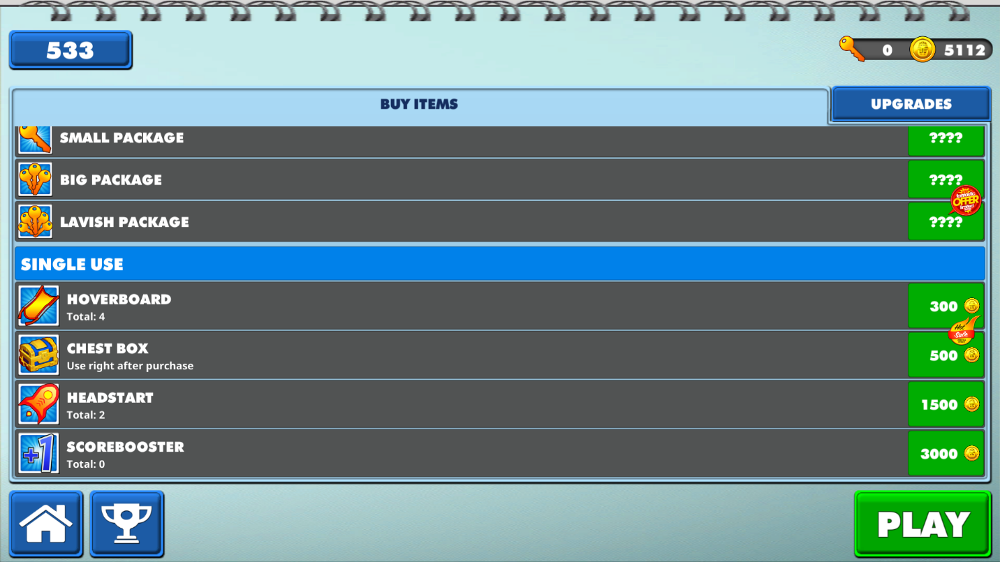 533
0
5112
BUY ITEMS
UPGRADES
SMALL PACKAGE
????
BIG PACKAGE
????
fantastic
OFFER
limited
LAVISH PACKAGE
????
SINGLE USE
HOVERBOARD
Total: 4
300
Hot
Sale
CHEST BOX
Use right after purchase
500
HEADSTART
Total: 2
1500
+1
SCOREBOOSTER
Total: 0
3000
PLAY